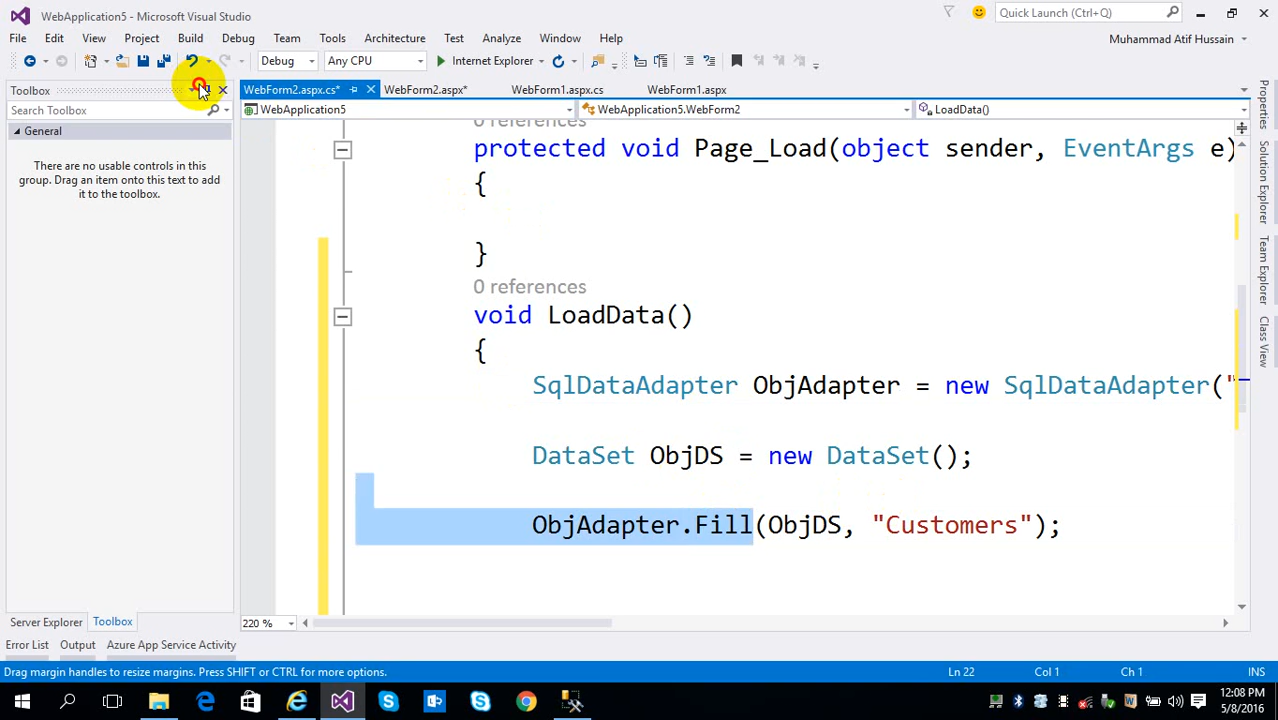 WebApplication5 - Microsoft Visual Studio
Quick Launch (Ctrl+Q)
File Edit View Project Build Debug Team Tools Architecture Test Analyze Window Help
Muhammad Atif Hussain
Debug Any CPU Internet Explorer
Toolbox
WebForm2.aspx.cs* WebForm2.aspx* WebForm1.aspx.cs WebForm1.aspx
Search Toolbox
WebApplication5 WebApplication5.WebForm2 LoadData()
General
There are no usable controls in this
group. Drag an item onto this text to add
it to the toolbox.
0 references
protected void Page_Load(object sender, EventArgs e)
{
}
0 references
void LoadData()
{
SqlDataAdapter ObjAdapter = new SqlDataAdapter("
DataSet ObjDS = new DataSet();
ObjAdapter.Fill(ObjDS, "Customers");
Properties
Solution Explorer
Team Explorer
Class View
220 %
Server Explorer Toolbox
Error List Output Azure App Service Activity
Drag margin handles to resize margins. Press SHIFT or CTRL for more options.
Ln 22 Col 1 Ch 1 INS
12:08 PM
5/8/2016